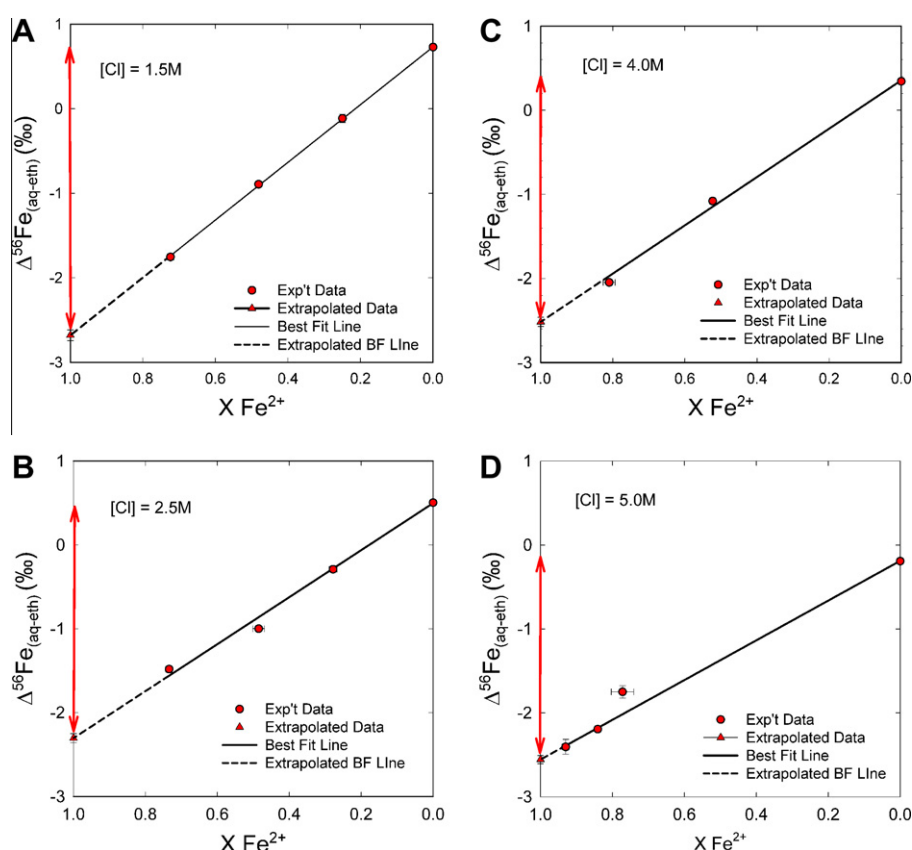 A
[Cl] = 1.5M
1
0
-1
-2
-3
Δ⁵⁶Fe(aq-eth) (‰)
Exp't Data
Extrapolated Data
Best Fit Line
Extrapolated BF LIne
1.0 0.8 0.6 0.4 0.2 0.0
X Fe²⁺
C
[Cl] = 4.0M
1
0
-1
-2
-3
Δ⁵⁶Fe(aq-eth) (‰)
Exp't Data
Extrapolated Data
Best Fit Line
Extrapolated BF LIne
1.0 0.8 0.6 0.4 0.2 0.0
X Fe²⁺
B
[Cl] = 2.5M
1
0
-1
-2
-3
Δ⁵⁶Fe(aq-eth) (‰)
Exp't Data
Extrapolated Data
Best Fit Line
Extrapolated BF LIne
1.0 0.8 0.6 0.4 0.2 0.0
X Fe²⁺
D
[Cl] = 5.0M
1
0
-1
-2
-3
Δ⁵⁶Fe(aq-eth) (‰)
Exp't Data
Extrapolated Data
Best Fit Line
Extrapolated BF LIne
1.0 0.8 0.6 0.4 0.2 0.0
X Fe²⁺